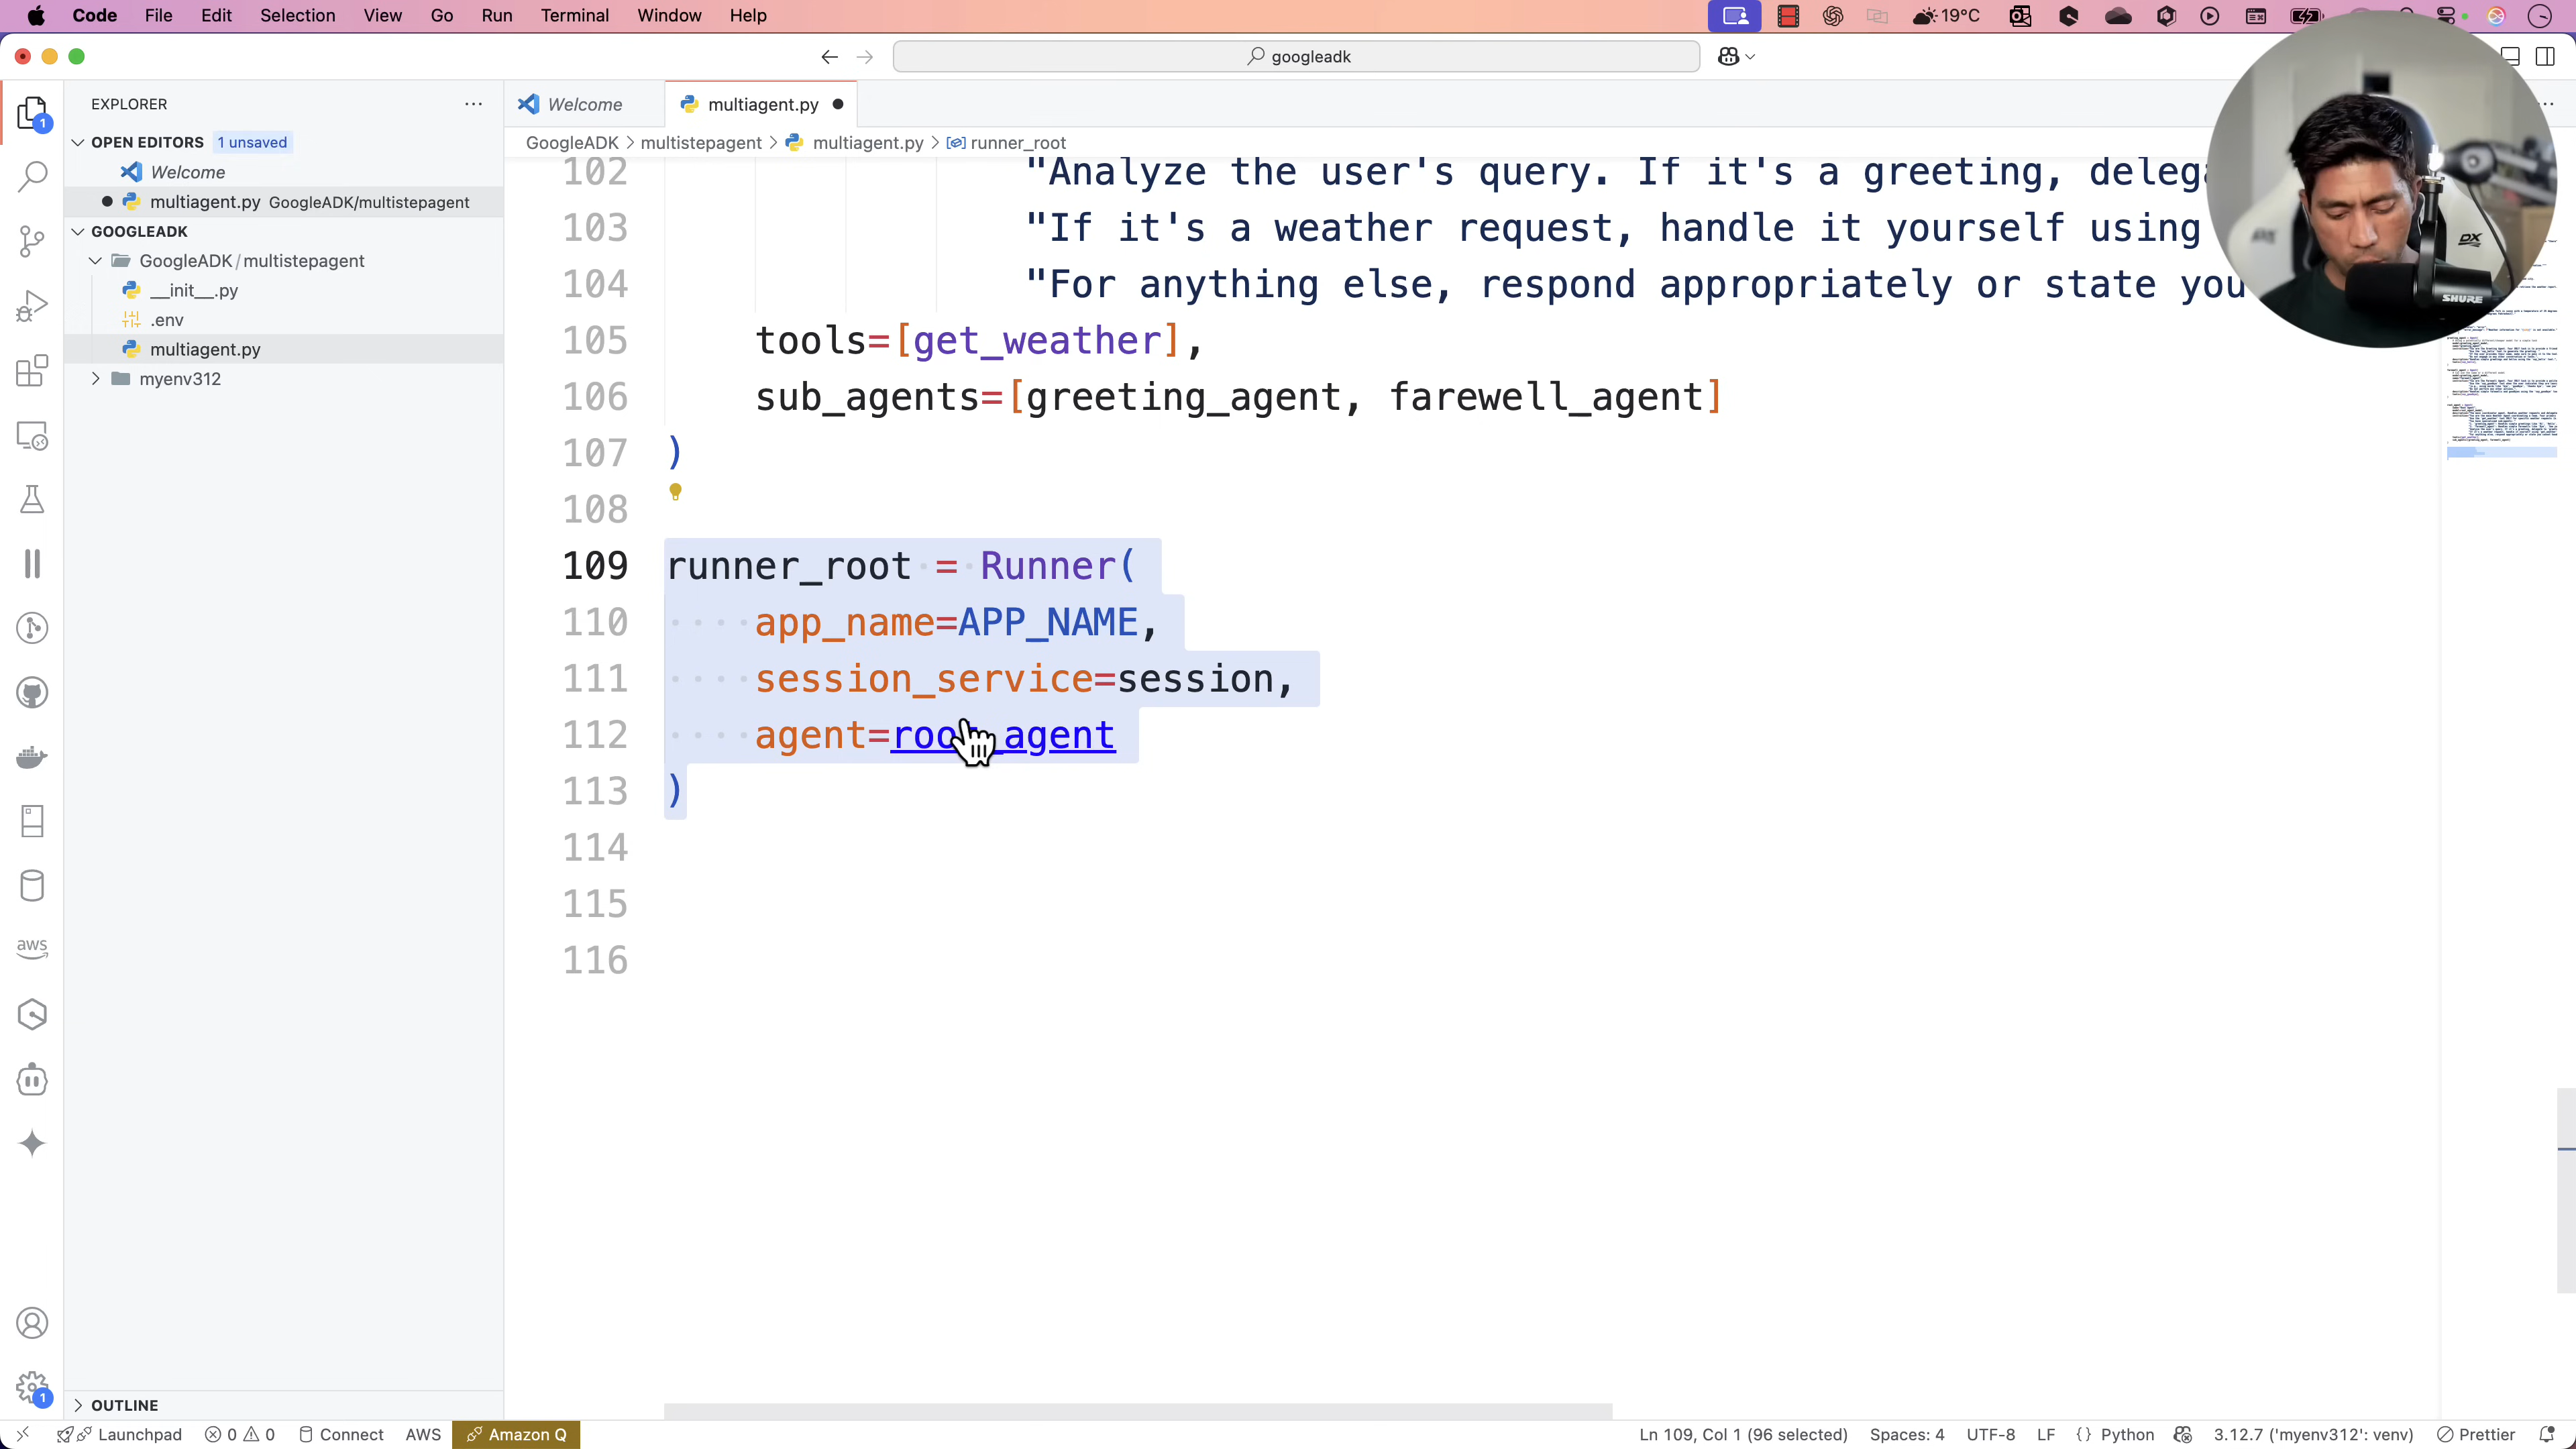 Code File Edit Selection View Go Run Terminal Window Help
19°C
googleadk
EXPLORER
Welcome
multiagent.py
OPEN EDITORS 1 unsaved
Welcome
multiagent.py GoogleADK/multistepagent
GOOGLEADK
GoogleADK/multistepagent
__init__.py
.env
multiagent.py
myenv312
GoogleADK > multistepagent > multiagent.py > runner_root
102 "Analyze the user's query. If it's a greeting, delega
103 "If it's a weather request, handle it yourself using
104 "For anything else, respond appropriately or state you
105 tools=[get_weather],
106 sub_agents=[greeting_agent, farewell_agent]
107 )
108
109 runner_root = Runner(
110 app_name=APP_NAME,
111 session_service=session,
112 agent=root_agent
113 )
114
115
116
DX
SHURE
aws
1
1
OUTLINE
Launchpad 0 0 Connect AWS Amazon Q Ln 109, Col 1 (96 selected) Spaces: 4 UTF-8 LF {} Python 3.12.7 ('myenv312': venv) Prettier